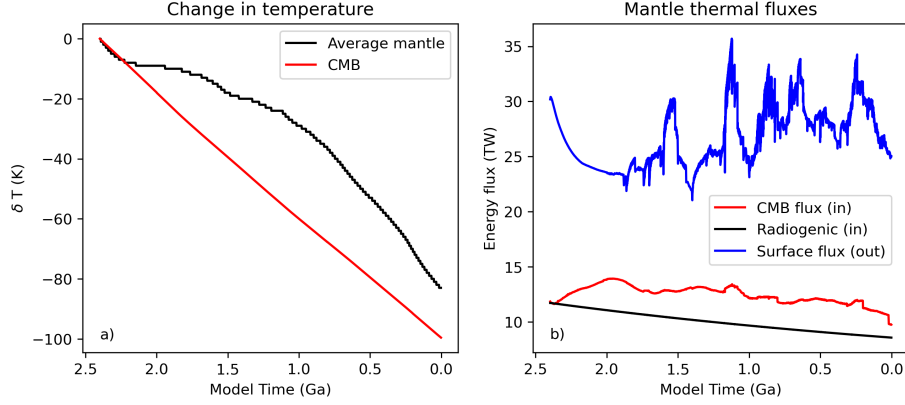 Change in temperature
δ T (K)
0
−20
−40
−60
−80
−100
Average mantle
CMB
a)
2.5
2.0
1.5
1.0
0.5
0.0
Model Time (Ga)
Mantle thermal fluxes
Energy flux (TW)
35
30
25
20
15
10
CMB flux (in)
Radiogenic (in)
Surface flux (out)
b)
2.5
2.0
1.5
1.0
0.5
0.0
Model Time (Ga)